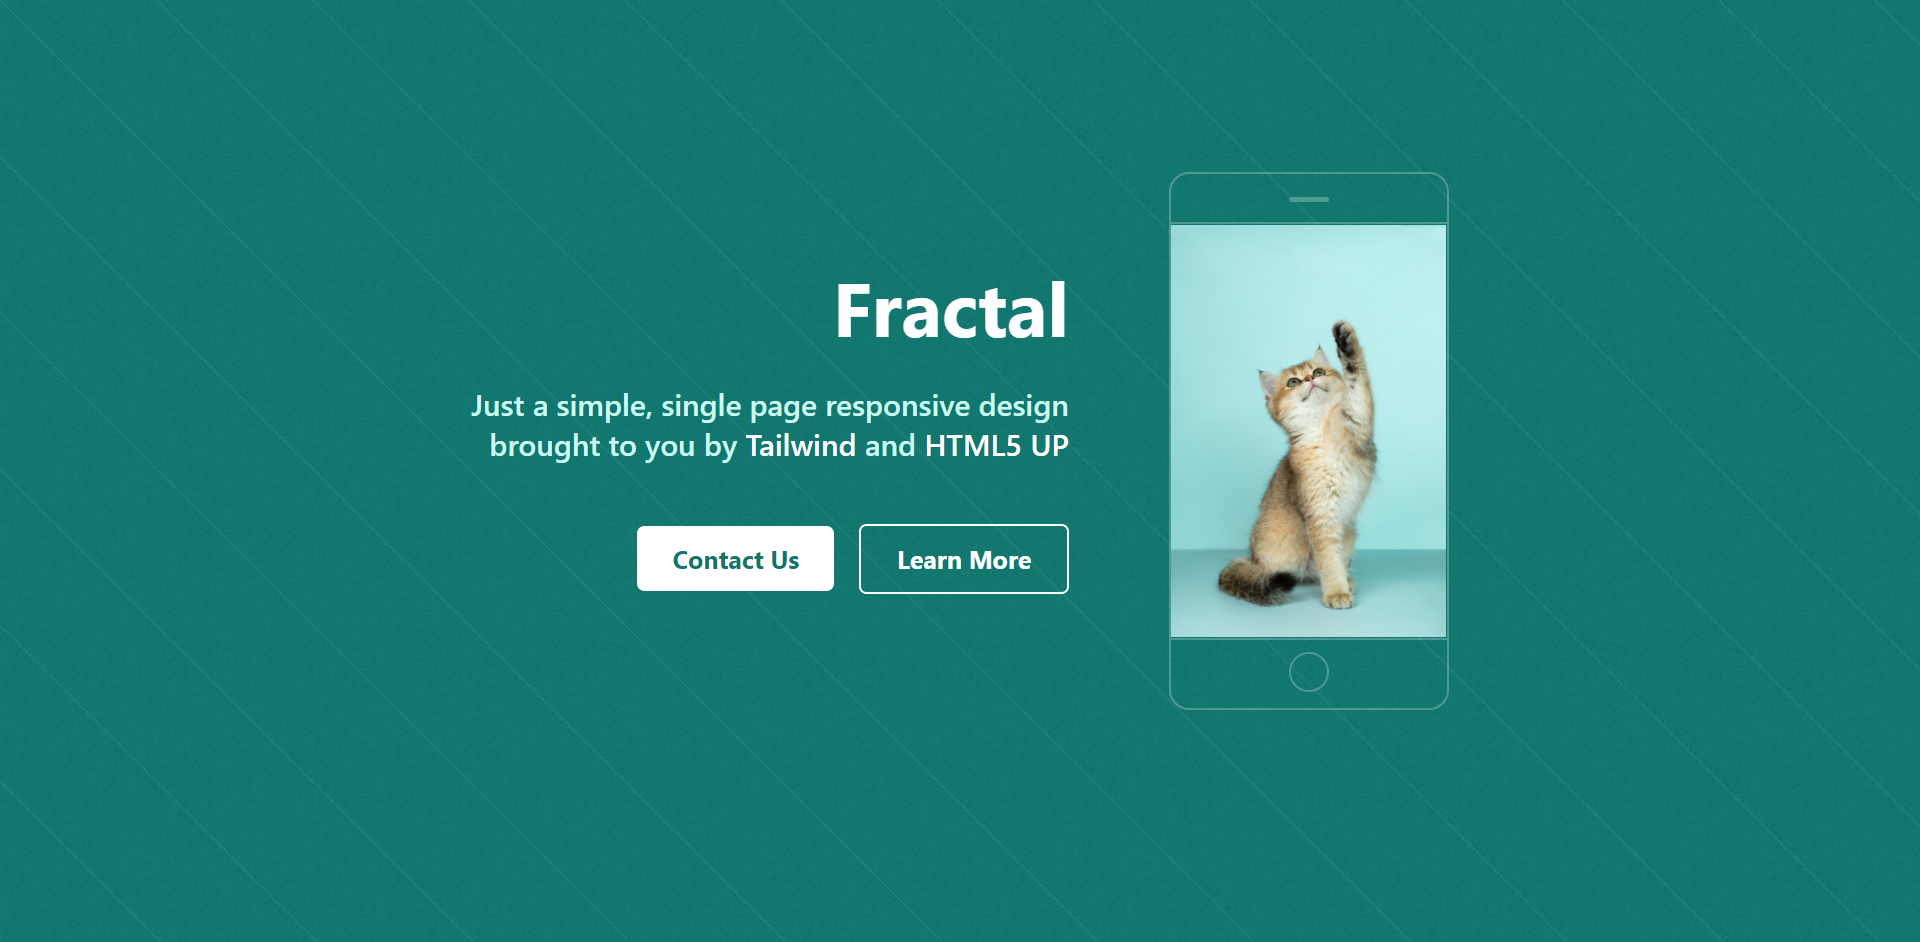 Fractal
Just a simple, single page responsive design
brought to you by Tailwind and HTML5 UP
Contact Us
Learn More